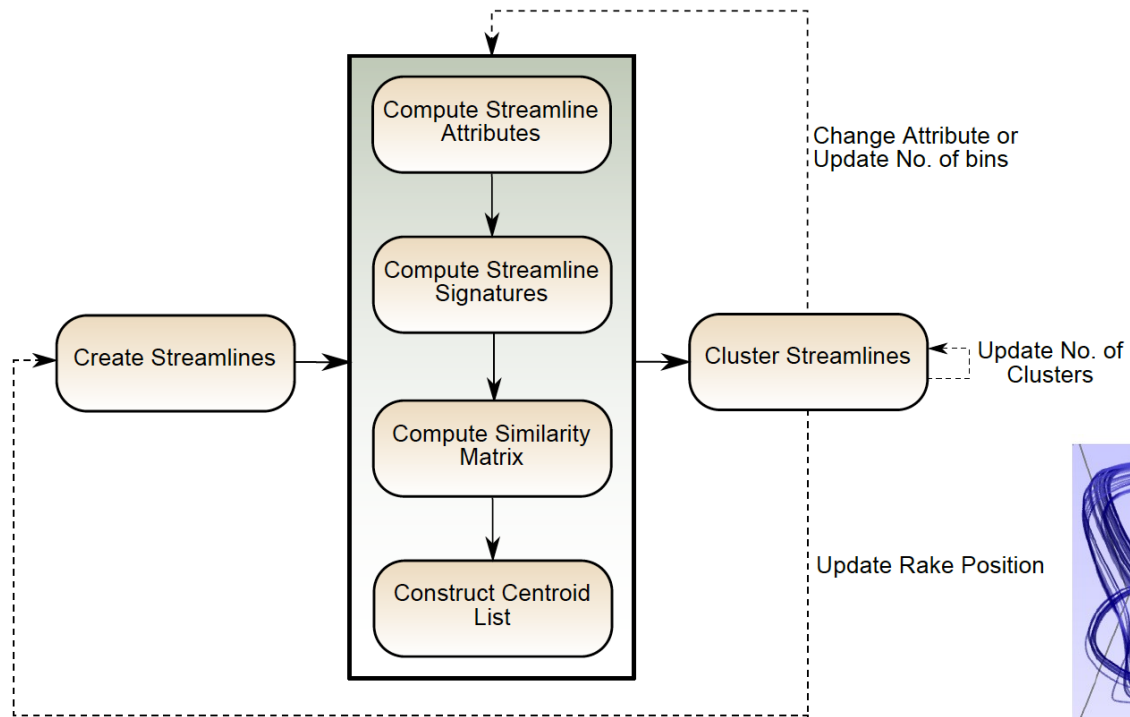 Compute Streamline
Attributes
Change Attribute or
Update No. of bins
Compute Streamline
Signatures
Create Streamlines
Cluster Streamlines
Update No. of
Clusters
Compute Similarity
Matrix
Update Rake Position
Construct Centroid
List